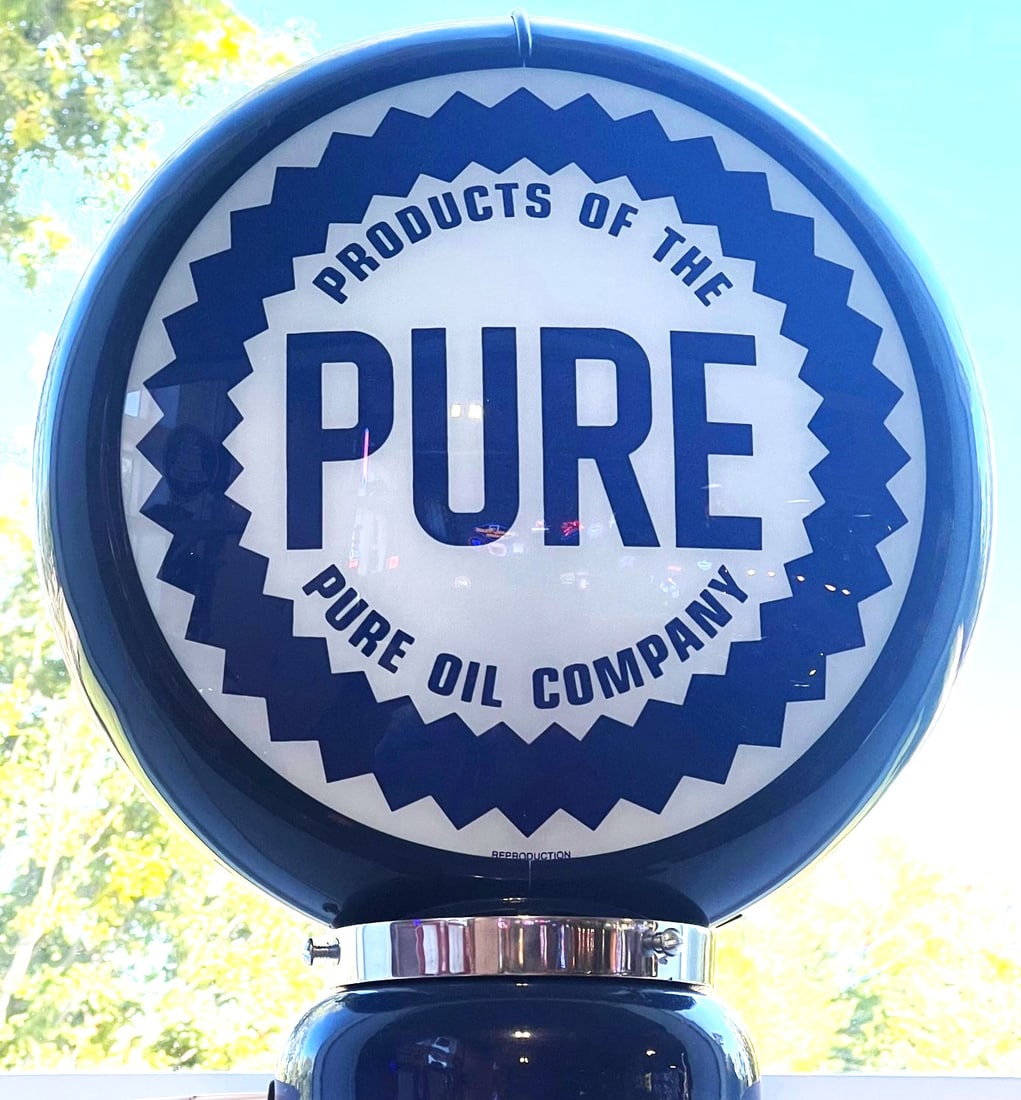 PRODUCTS OF THE
PURE
PURE OIL COMPANY
REPRODUCTION